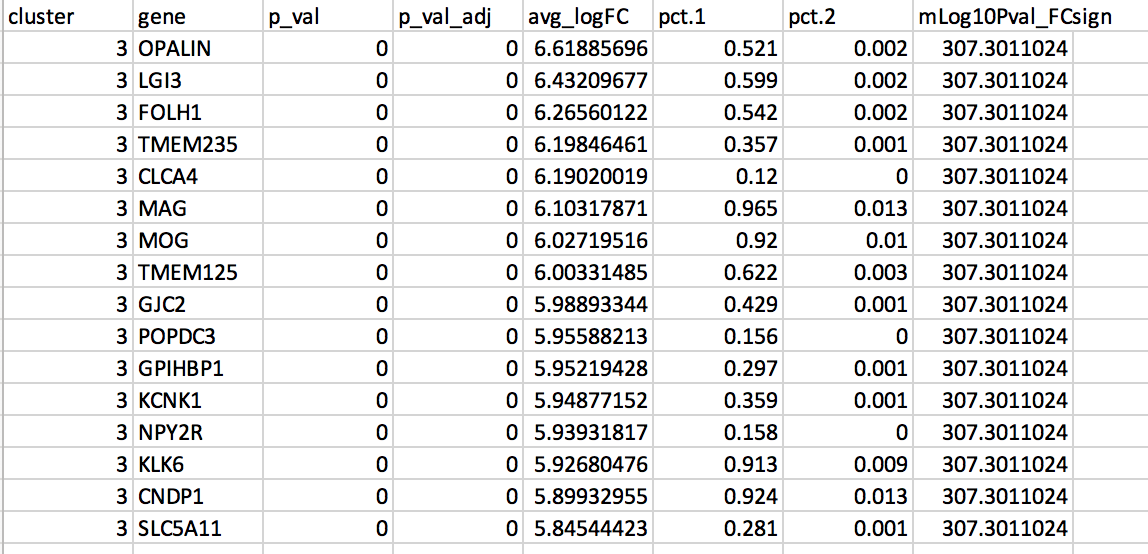 cluster gene p_val p_val_adj avg_logFC pct.1 pct.2 mLog10Pval_FCsign
3 OPALIN 0 0 6.61885696 0.521 0.002 307.3011024
3 LGI3 0 0 6.43209677 0.599 0.002 307.3011024
3 FOLH1 0 0 6.26560122 0.542 0.002 307.3011024
3 TMEM235 0 0 6.19846461 0.357 0.001 307.3011024
3 CLCA4 0 0 6.19020019 0.12 0 307.3011024
3 MAG 0 0 6.10317871 0.965 0.013 307.3011024
3 MOG 0 0 6.02719516 0.92 0.01 307.3011024
3 TMEM125 0 0 6.00331485 0.622 0.003 307.3011024
3 GJC2 0 0 5.98893344 0.429 0.001 307.3011024
3 POPDC3 0 0 5.95588213 0.156 0 307.3011024
3 GPIHBP1 0 0 5.95219428 0.297 0.001 307.3011024
3 KCNK1 0 0 5.94877152 0.359 0.001 307.3011024
3 NPY2R 0 0 5.93931817 0.158 0 307.3011024
3 KLK6 0 0 5.92680476 0.913 0.009 307.3011024
3 CNDP1 0 0 5.89932955 0.924 0.013 307.3011024
3 SLC5A11 0 0 5.84544423 0.281 0.001 307.3011024